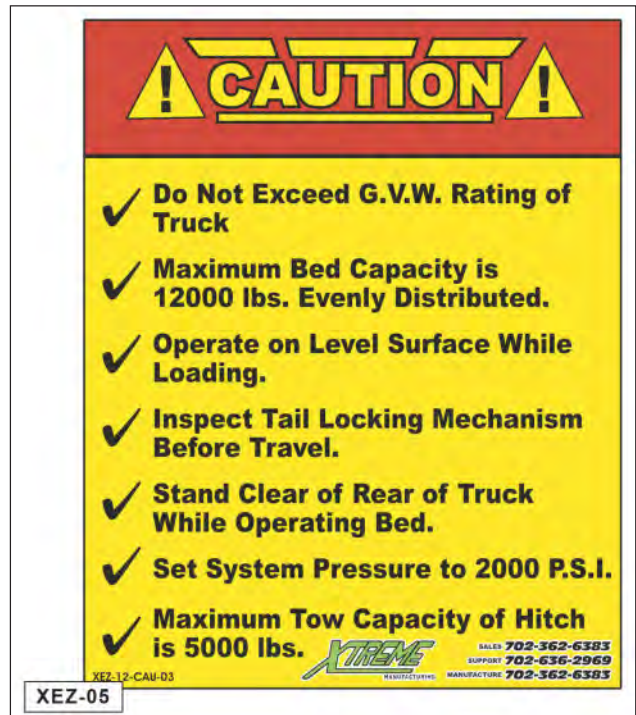 ! CAUTION !
Do Not Exceed G.V.W. Rating of
Truck
Maximum Bed Capacity is
12000 lbs. Evenly Distributed.
Operate on Level Surface While
Loading.
Inspect Tail Locking Mechanism
Before Travel.
Stand Clear of Rear of Truck
While Operating Bed.
Set System Pressure to 2000 P.S.I.
Maximum Tow Capacity of Hitch
is 5000 lbs.
XTREME
MANUFACTURING
SALES 702-362-6383
SUPPORT 702-636-2969
MANUFACTURE 702-362-6383
XEZ-12-CAU-03
XEZ-05